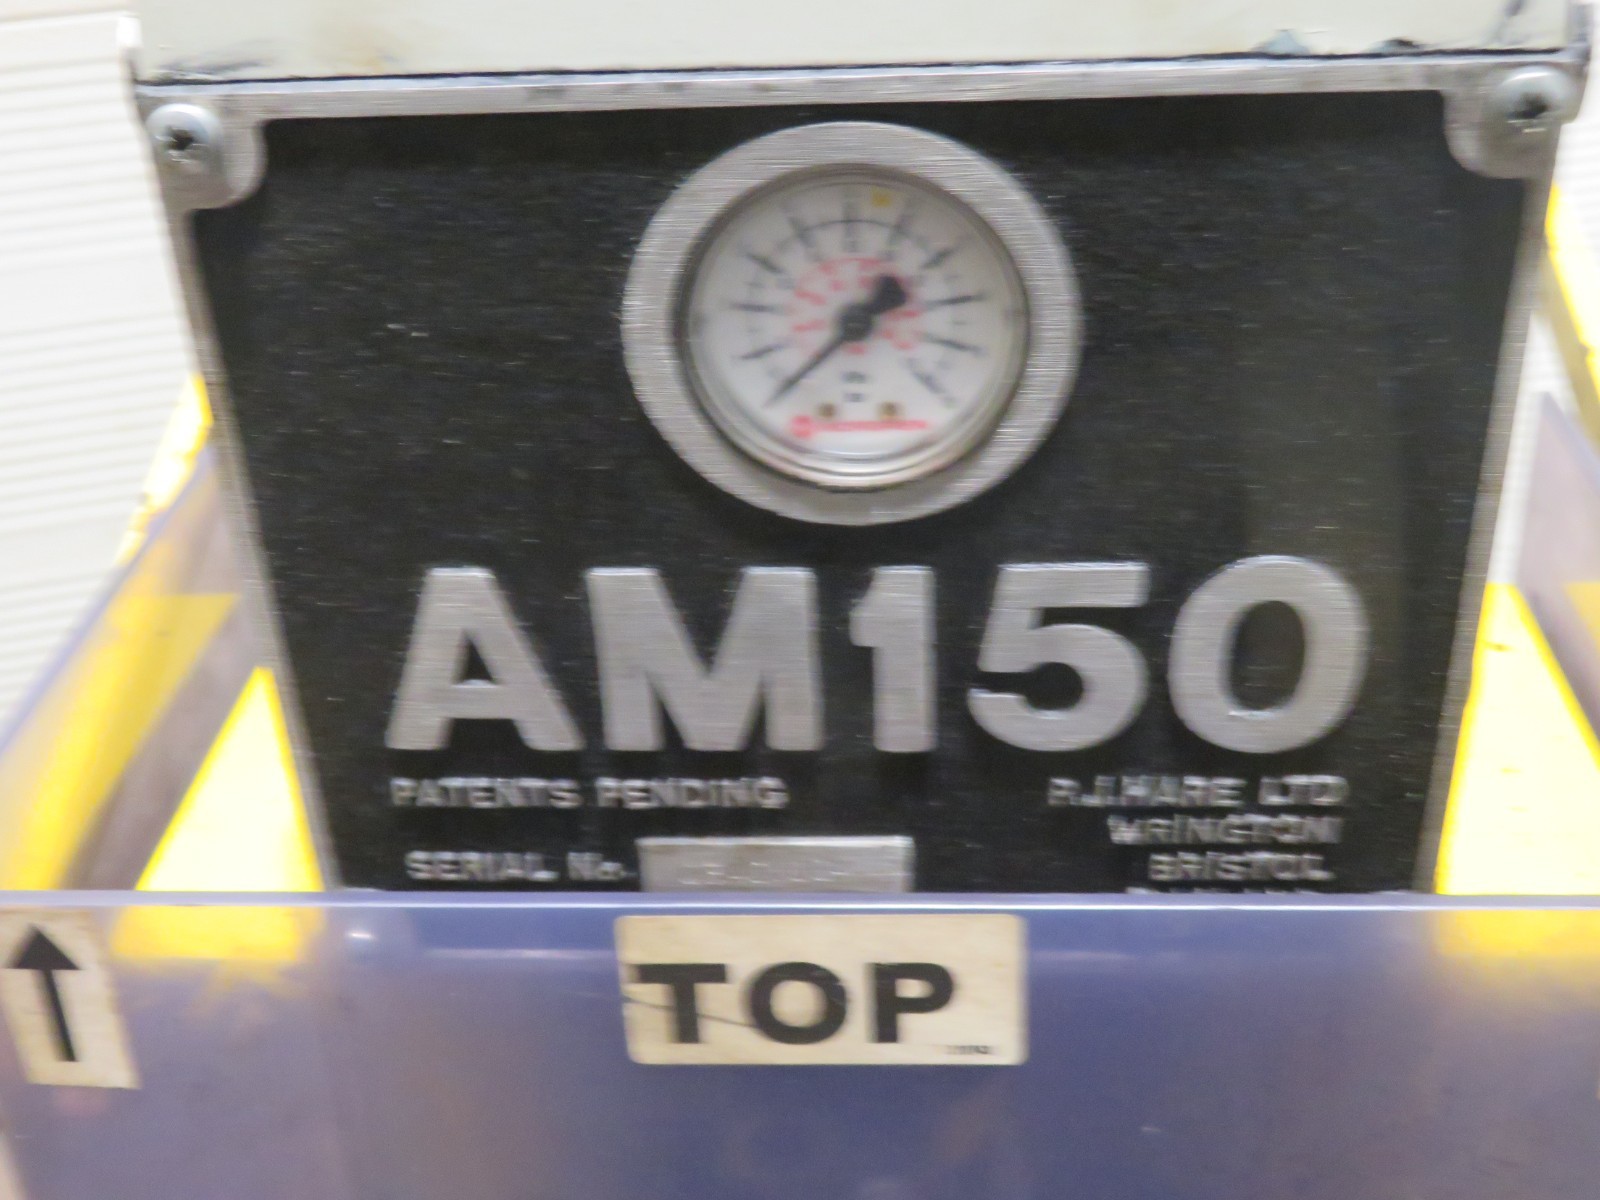 AM150
PATENTS PENDING
P.J.HARE LTD
WRINGTON
SERIAL No.
BRISTOL
TOP